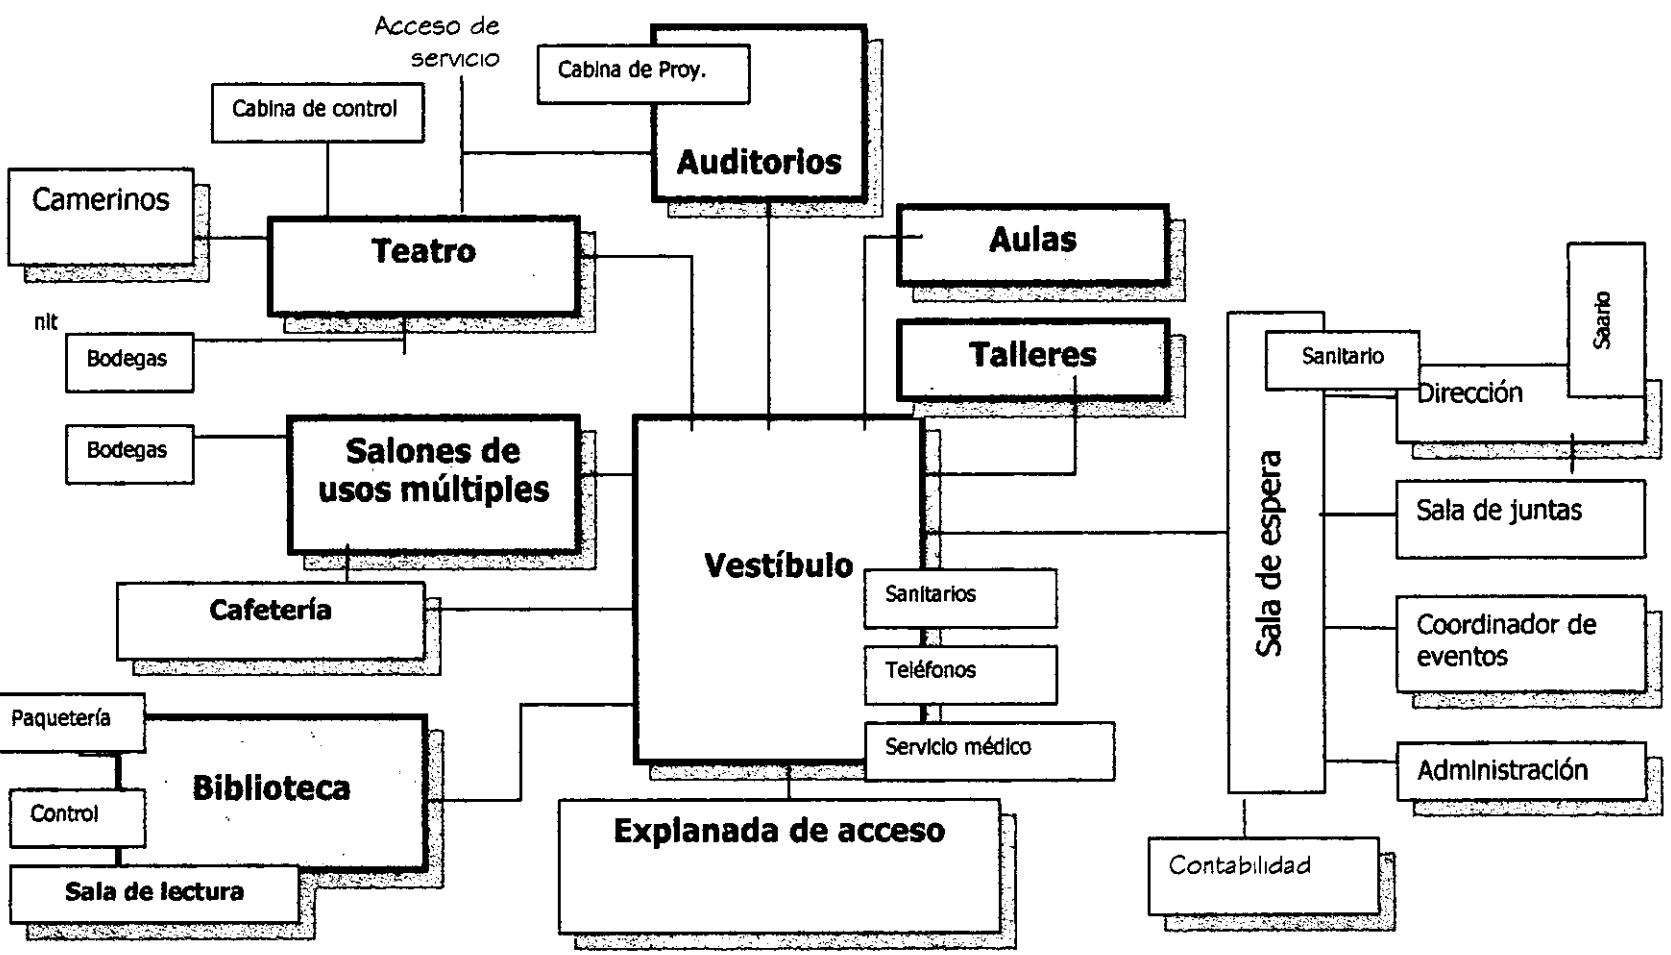 Acceso de
servicio
Cabina de Proy.
Cabina de control
Auditorios
Camerinos
Teatro
Aulas
nit
Bodegas
Talleres
Sanitario
Saario
Dirección
Bodegas
Salones de
usos múltiples
Sala de espera
Sala de juntas
Vestíbulo
Sanitarios
Cafetería
Coordinador de
eventos
Teléfonos
Paquetería
Servicio médico
Biblioteca
Administración
Control
Explanada de acceso
Contabilidad
Sala de lectura